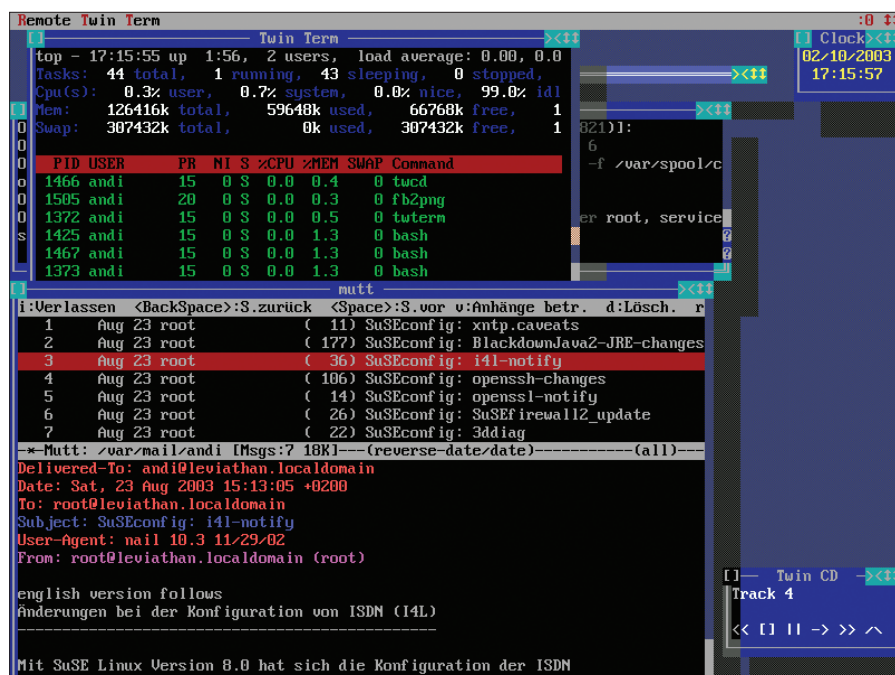 Remote Twin Term :0
[] Twin Term
[] Clock
top - 17:15:55 up 1:56, 2 users, load average: 0.00, 0.0
02/10/2003
Tasks: 44 total, 1 running, 43 sleeping, 0 stopped,
17:15:57
Cpu(s): 0.3% user, 0.7% system, 0.0% nice, 99.0% idl
Mem: 126416k total, 59648k used, 66768k free, 1
Swap: 307432k total, 0k used, 307432k free, 1
821)]:
6
PID USER PR NI S %CPU %MEM SWAP Command
-f /var/spool/c
1466 andi 15 0 S 0.0 0.4 0 twcd
1505 andi 20 0 S 0.0 0.3 0 fb2png
1372 andi 15 0 S 0.0 0.5 0 twterm
er root, service
1425 andi 15 0 S 0.0 1.3 0 bash
1467 andi 15 0 S 0.0 1.3 0 bash
1373 andi 15 0 S 0.0 1.3 0 bash
[] mutt
i:Verlassen <BackSpace>:S.zurück <Space>:S.vor v:Anhänge betr. d:Lösch. r
1 Aug 23 root ( 11) SuSEconfig: xntp.caveats
2 Aug 23 root ( 177) SuSEconfig: BlackdownJava2-JRE-changes
3 Aug 23 root ( 36) SuSEconfig: i4l-notify
4 Aug 23 root ( 106) SuSEconfig: openssh-changes
5 Aug 23 root ( 14) SuSEconfig: openssl-notify
6 Aug 23 root ( 26) SuSEconfig: SuSEfirewall2_update
7 Aug 23 root ( 22) SuSEconfig: 3ddiag
-*-Mutt: /var/mail/andi [Msgs:7 18K]---(reverse-date/date)-----------(all)---
Delivered-To: andi@leviathan.localdomain
Date: Sat, 23 Aug 2003 15:13:05 +0200
To: root@leviathan.localdomain
Subject: SuSEconfig: i4l-notify
User-Agent: nail 10.3 11/29/02
From: root@leviathan.localdomain (root)
english version follows
Änderungen bei der Konfiguration von ISDN (I4L)
-----------------------------------------------
Mit SuSE Linux Version 8.0 hat sich die Konfiguration der ISDN
[] Twin CD
Track 4
<< [] || -> >> /\